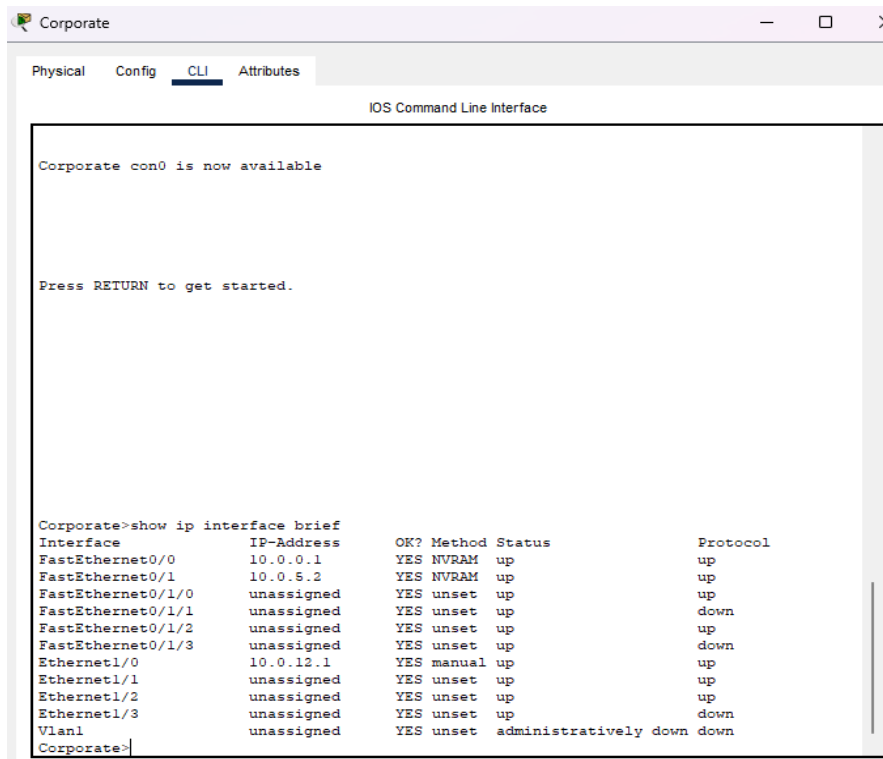 Corporate
Physical Config CLI Attributes
IOS Command Line Interface
Corporate con0 is now available
Press RETURN to get started.
Corporate>show ip interface brief
Interface IP-Address OK? Method Status Protocol
FastEthernet0/0 10.0.0.1 YES NVRAM up up
FastEthernet0/1 10.0.5.2 YES NVRAM up up
FastEthernet0/1/0 unassigned YES unset up up
FastEthernet0/1/1 unassigned YES unset up down
FastEthernet0/1/2 unassigned YES unset up up
FastEthernet0/1/3 unassigned YES unset up down
Ethernet1/0 10.0.12.1 YES manual up up
Ethernet1/1 unassigned YES unset up up
Ethernet1/2 unassigned YES unset up up
Ethernet1/3 unassigned YES unset up down
Vlan1 unassigned YES unset administratively down down
Corporate>